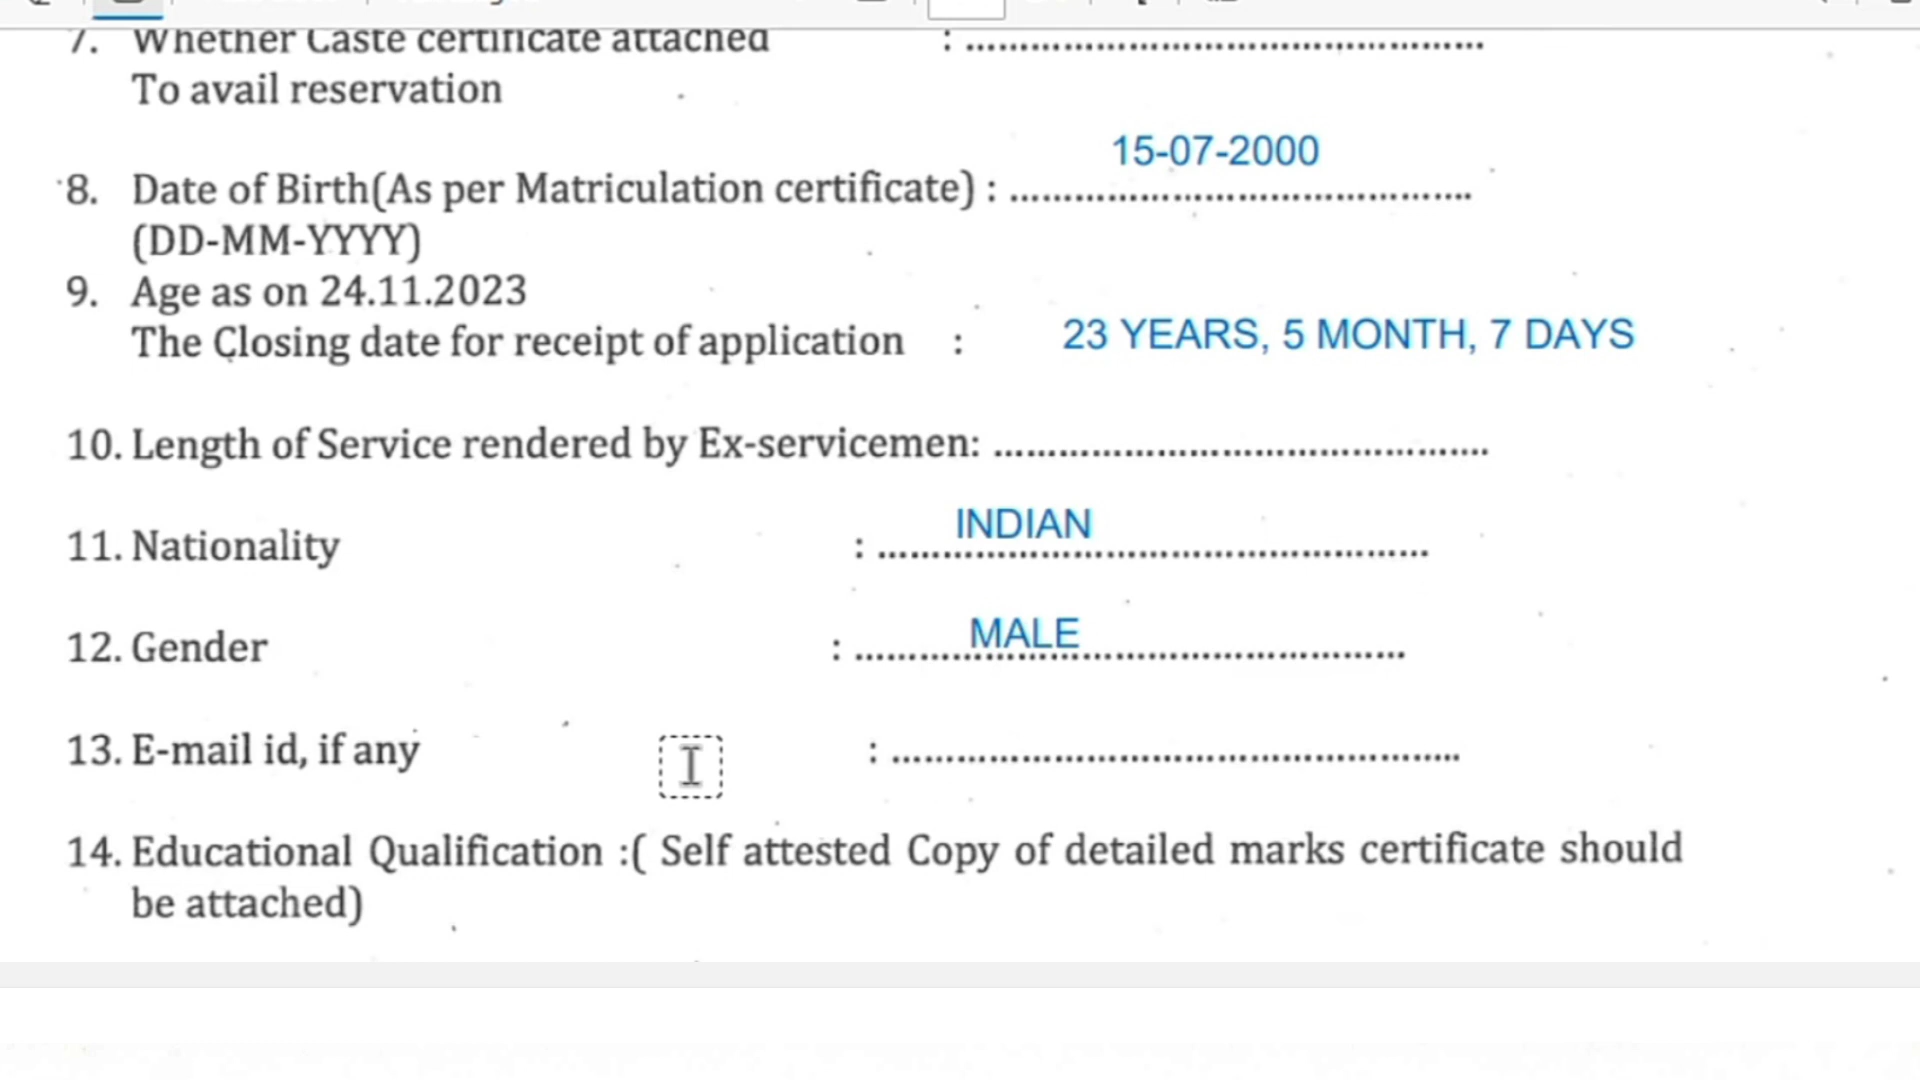 7. Whether Caste certificate attached : ................................................
To avail reservation
15-07-2000
8. Date of Birth(As per Matriculation certificate) : ...........................................
(DD-MM-YYYY)
9. Age as on 24.11.2023
The Closing date for receipt of application : 23 YEARS, 5 MONTH, 7 DAYS
10. Length of Service rendered by Ex-servicemen: ..............................................
INDIAN
11. Nationality : ...................................................
MALE
12. Gender : ...................................................
13. E-mail id, if any : .....................................................
14. Educational Qualification :( Self attested Copy of detailed marks certificate should
be attached)